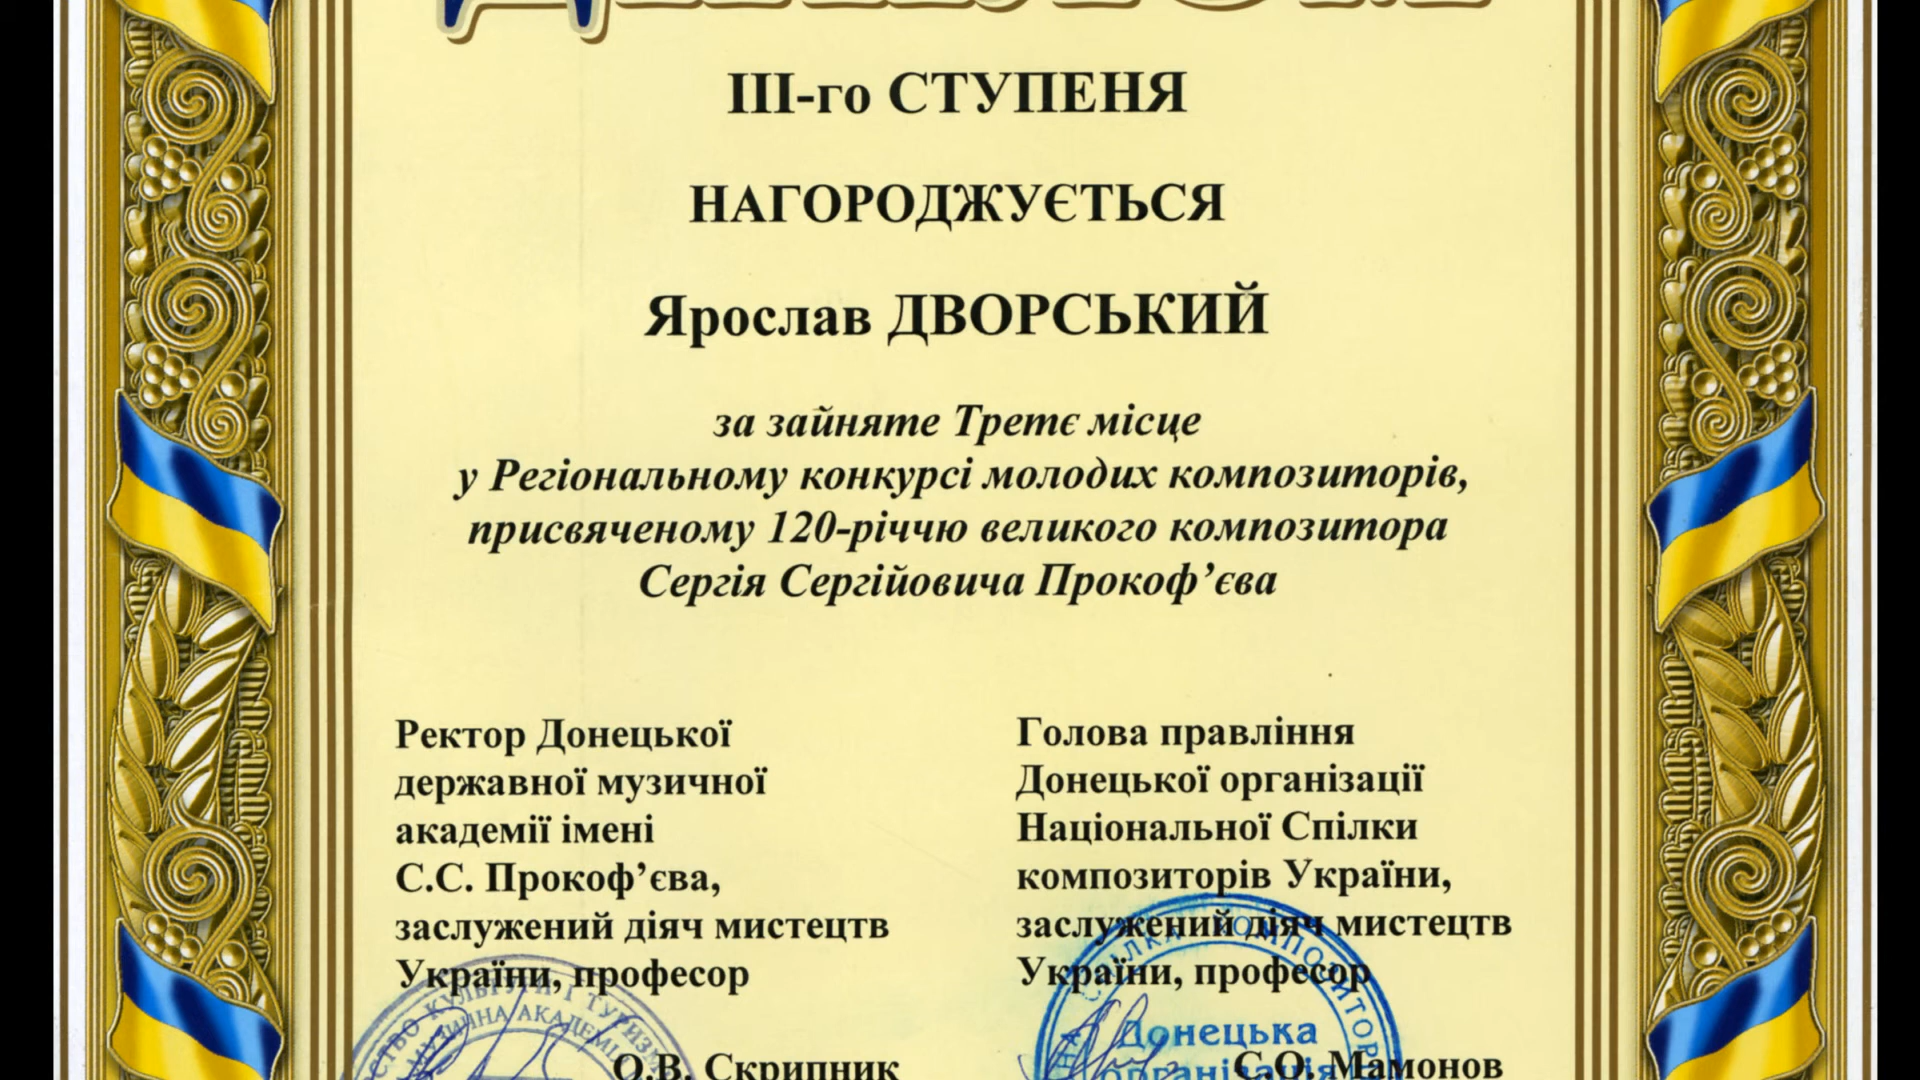 ДИПЛОМ
ІІІ-го СТУПЕНЯ
НАГОРОДЖУЄТЬСЯ
Ярослав ДВОРСЬКИЙ
за зайняте Третє місце
у Регіональному конкурсі молодих композиторів,
присвяченому 120-річчю великого композитора
Сергія Сергійовича Прокоф’єва
Ректор Донецької
державної музичної
академії імені
С.С. Прокоф’єва,
заслужений діяч мистецтв
України, професор
О.В. Скрипник
Голова правління
Донецької організації
Національної Спілки
композиторів України,
заслужений діяч мистецтв
України, професор
С.О. Мамонов
Донецька
організація